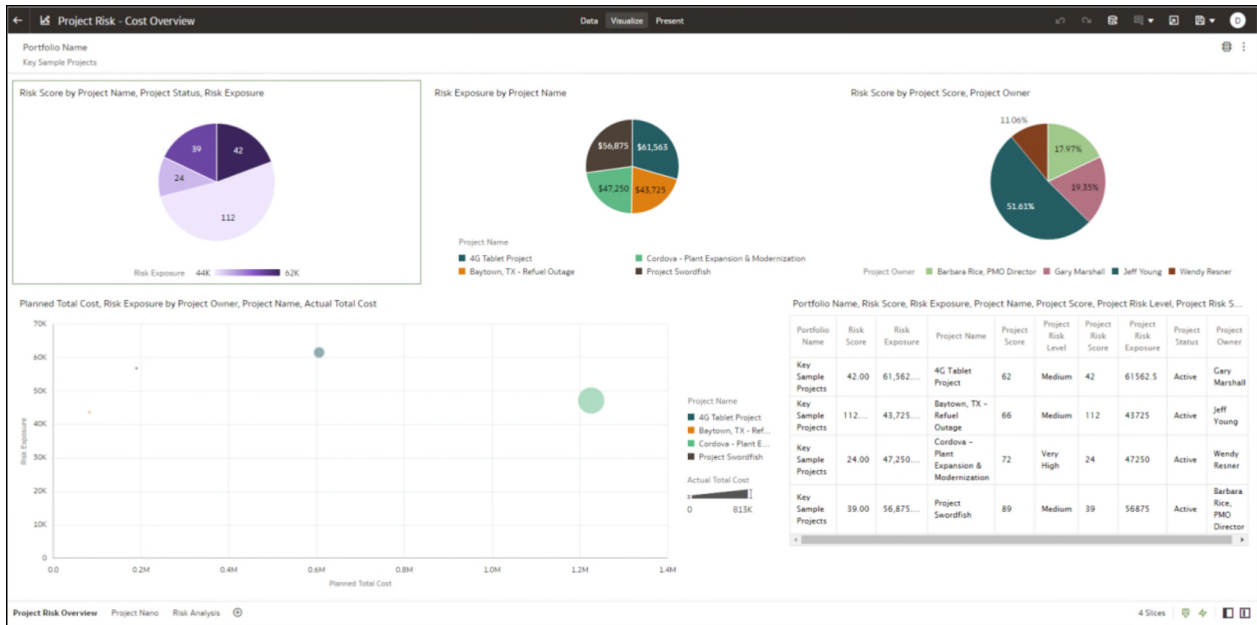 Project Risk - Cost Overview
Data Visualize Present
D
Portfolio Name
Key Sample Projects
Risk Score by Project Name, Project Status, Risk Exposure
39
42
24
112
Risk Exposure 44K 62K
Risk Exposure by Project Name
$56,875 $61,563
$47,250 $43,725
Project Name
4G Tablet Project
Cordova - Plant Expansion & Modernization
Baytown, TX - Refuel Outage
Project Swordfish
Risk Score by Project Score, Project Owner
11.06%
17.97%
19.35%
51.61%
Project Owner Barbara Rice, PMO Director Gary Marshall Jeff Young Wendy Resner
Planned Total Cost, Risk Exposure by Project Owner, Project Name, Actual Total Cost
70K
60K
50K
40K
30K
20K
10K
0
Risk Exposure
0.0 0.2M 0.4M 0.6M 0.8M 1.0M 1.2M 1.4M
Planned Total Cost
Project Name
4G Tablet Project
Baytown, TX - Ref...
Cordova - Plant E...
Project Swordfish
Actual Total Cost
0 813K
Portfolio Name, Risk Score, Risk Exposure, Project Name, Project Score, Project Risk Level, Project Risk S...
Portfolio Name
Risk Score
Risk Exposure
Project Name
Project Score
Project Risk Level
Project Risk Score
Project Risk Exposure
Project Status
Project Owner
Key Sample Projects
42.00
61,562....
4G Tablet Project
62
Medium
42
61562.5
Active
Gary Marshall
Key Sample Projects
112....
43,725....
Baytown, TX - Refuel Outage
66
Medium
112
43725
Active
Jeff Young
Key Sample Projects
24.00
47,250....
Cordova - Plant Expansion & Modernization
72
Very High
24
47250
Active
Wendy Resner
Key Sample Projects
39.00
56,875....
Project Swordfish
89
Medium
39
56875
Active
Barbara Rice, PMO Director
Project Risk Overview Project Nano Risk Analysis
4 Slices